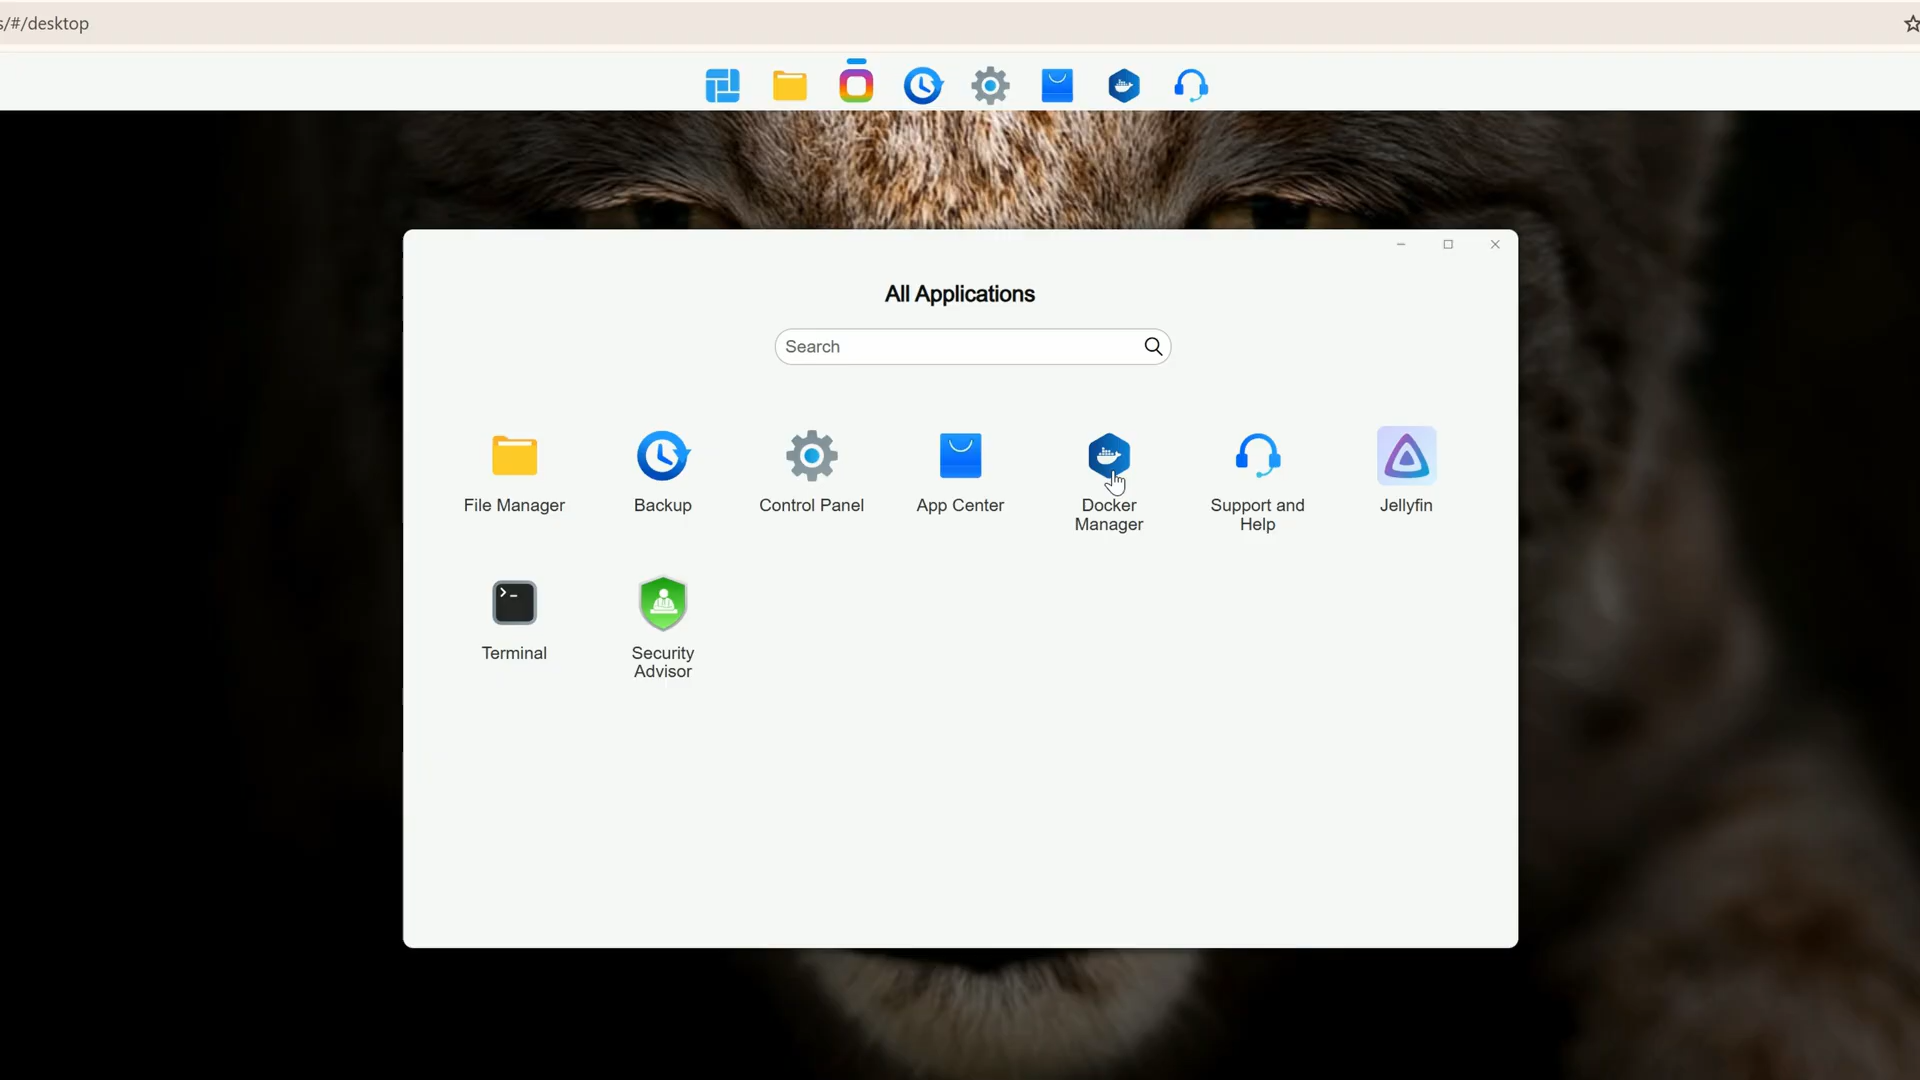 s/#/desktop
All Applications
Search
File Manager
Backup
Control Panel
App Center
Docker
Manager
Support and
Help
Jellyfin
>-
Terminal
Security
Advisor